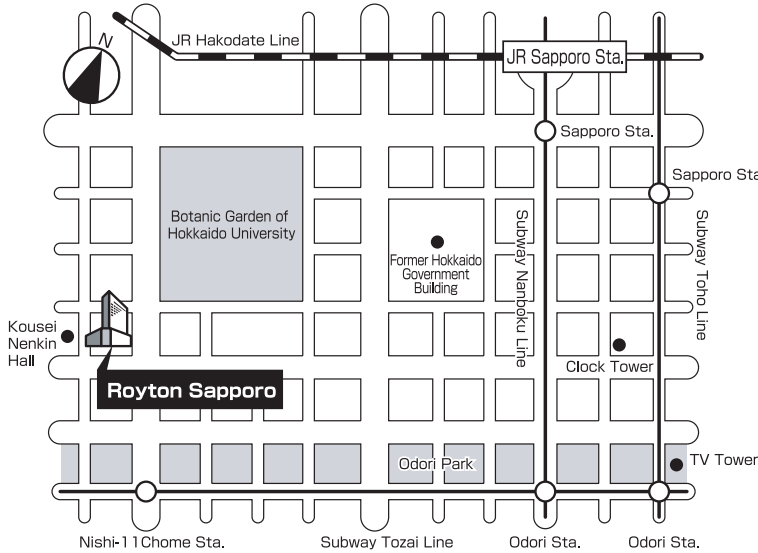 N
JR Hakodate Line
JR Sapporo Sta.
Sapporo Sta.
Sapporo Sta
Botanic Garden of
Hokkaido University
Former Hokkaido
Government
Building
Subway Nanboku Line
Subway Toho Line
Kousei
Nenkin
Hall
Royton Sapporo
Clock Tower
Odori Park
TV Tower
Nishi-11Chome Sta.
Subway Tozai Line
Odori Sta.
Odori Sta.